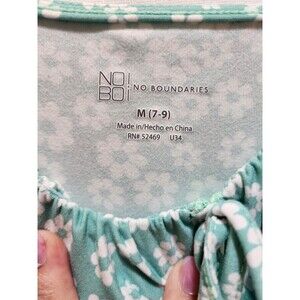 NO!
BO!
NO BOUNDARIES
M (7-9)
Made in/Hecho en China
RN# 52469 U34